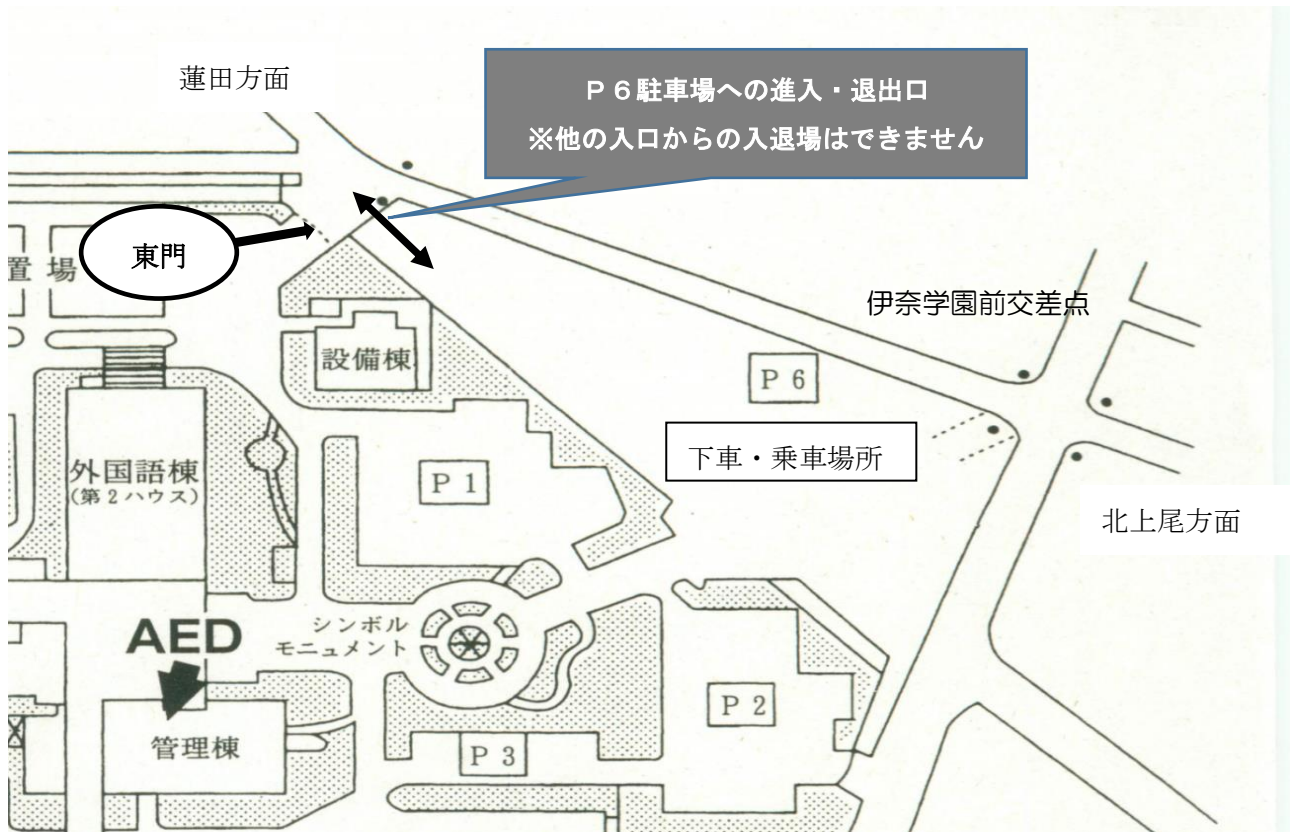 蓮田方面
Ｐ６駐車場への進入・退出口
※他の入口からの入退場はできません
東門
置場
伊奈学園前交差点
設備棟
P 6
下車・乗車場所
外国語棟
(第2ハウス)
P 1
北上尾方面
AED
シンボル
モニュメント
P 2
管理棟
P 3